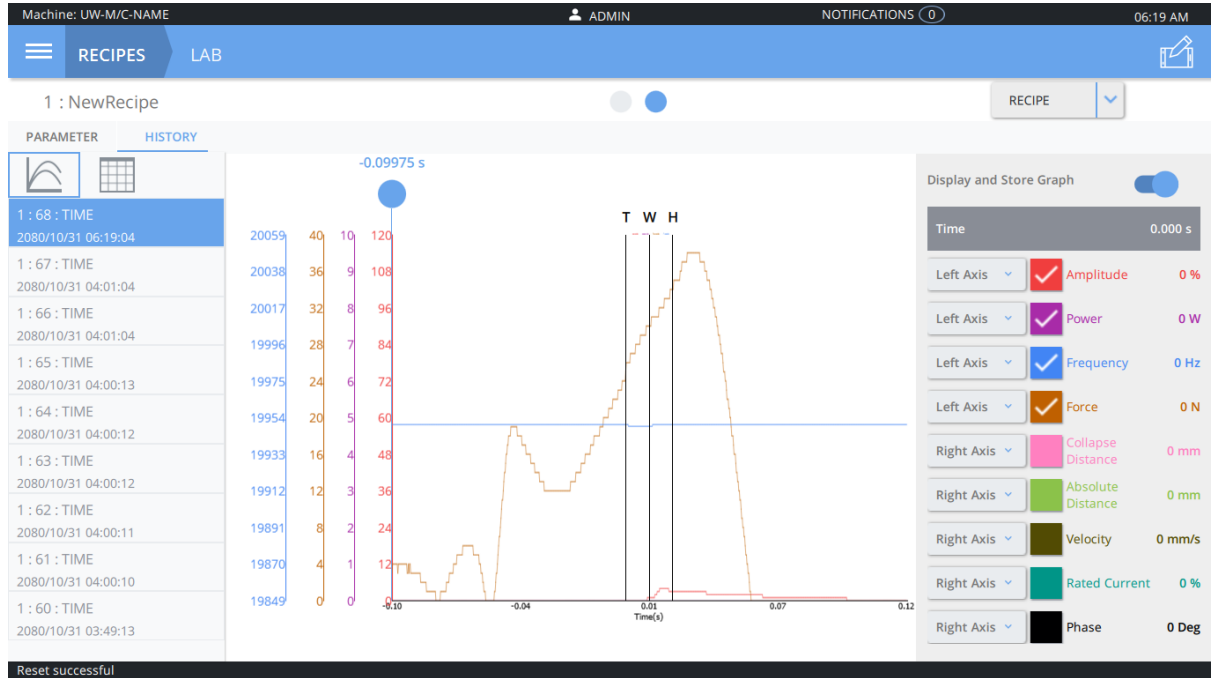 Machine: UW-M/C-NAME
ADMIN
NOTIFICATIONS 0
06:19 AM
RECIPES
LAB
1 : NewRecipe
RECIPE
PARAMETER
HISTORY
1 : 68 : TIME
2080/10/31 06:19:04
1 : 67 : TIME
2080/10/31 04:01:04
1 : 66 : TIME
2080/10/31 04:01:04
1 : 65 : TIME
2080/10/31 04:00:13
1 : 64 : TIME
2080/10/31 04:00:12
1 : 63 : TIME
2080/10/31 04:00:12
1 : 62 : TIME
2080/10/31 04:00:11
1 : 61 : TIME
2080/10/31 04:00:10
1 : 60 : TIME
2080/10/31 03:49:13
-0.09975 s
T W H
20059 40 10 120
20038 36 9 108
20017 32 8 96
19996 28 7 84
19975 24 6 72
19954 20 5 60
19933 16 4 48
19912 12 3 36
19891 8 2 24
19870 4 1 12
19849 0 0 0
-0.10 -0.04 0.01 0.07 0.12
Time(s)
Display and Store Graph
Time 0.000 s
Left Axis Amplitude 0 %
Left Axis Power 0 W
Left Axis Frequency 0 Hz
Left Axis Force 0 N
Right Axis Collapse Distance 0 mm
Right Axis Absolute Distance 0 mm
Right Axis Velocity 0 mm/s
Right Axis Rated Current 0 %
Right Axis Phase 0 Deg
Reset successful